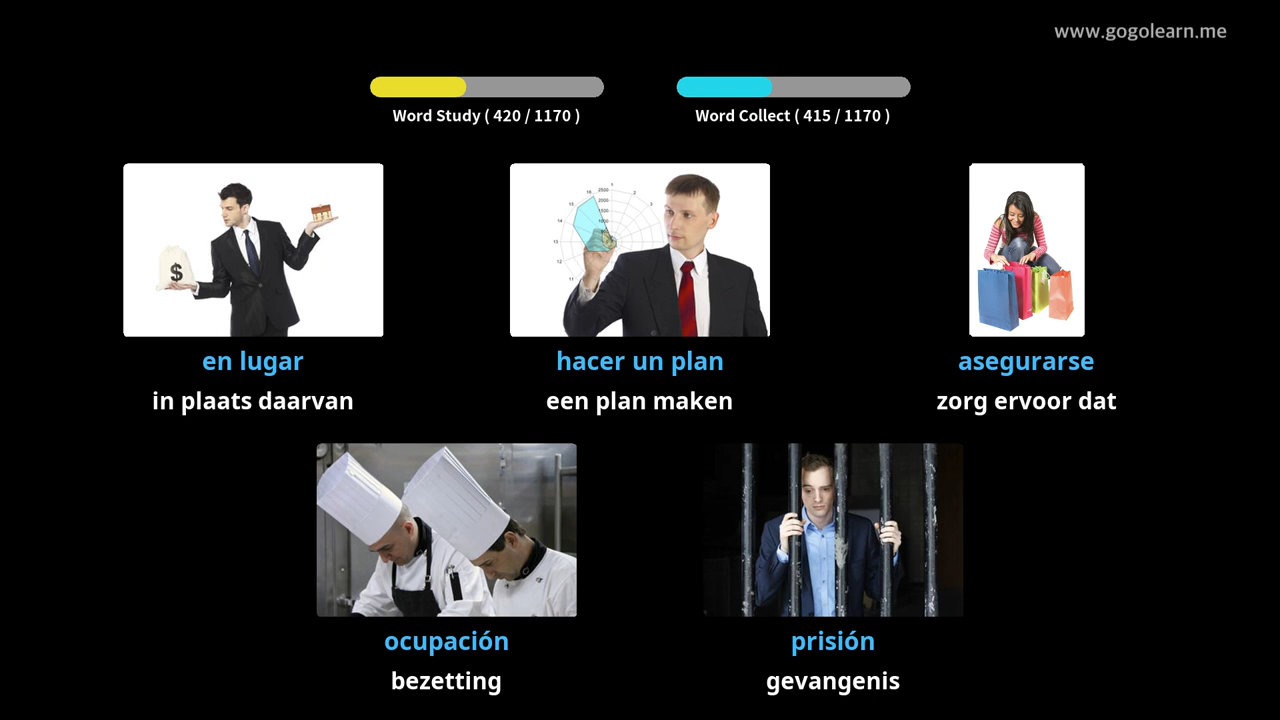 www.gogolearn.me
Word Study ( 420 / 1170 )
Word Collect ( 415 / 1170 )
$
en lugar
in plaats daarvan
hacer un plan
een plan maken
asegurarse
zorg ervoor dat
ocupación
bezetting
prisión
gevangenis